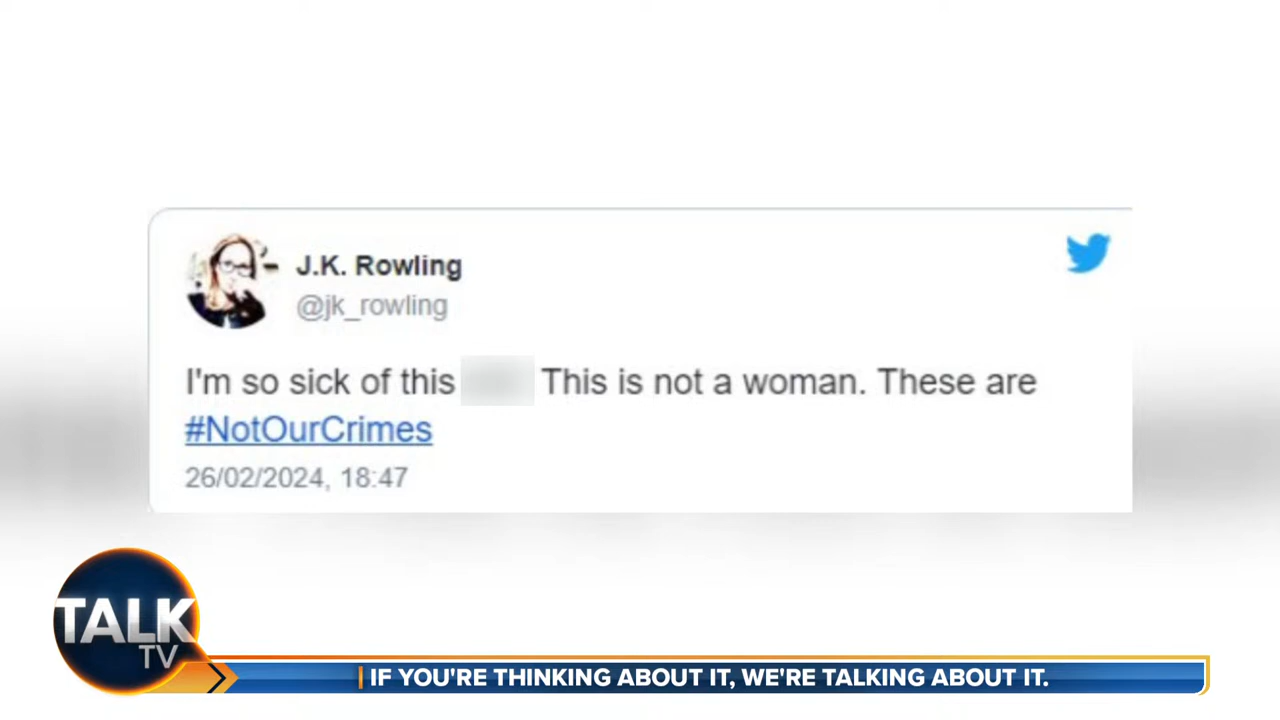 J.K. Rowling
@jk_rowling
I'm so sick of this This is not a woman. These are
#NotOurCrimes
26/02/2024, 18:47
TALK
TV
IF YOU'RE THINKING ABOUT IT, WE'RE TALKING ABOUT IT.